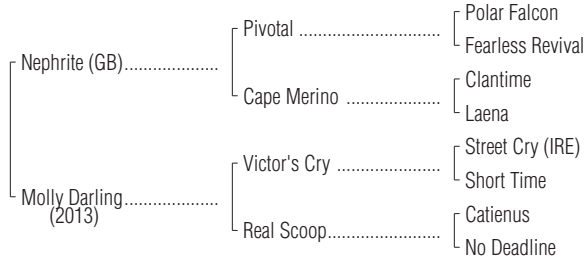 Polar Falcon
Pivotal
Fearless Revival
Nephrite (GB)
Clantime
Cape Merino
Laena
Street Cry (IRE)
Victor's Cry
Short Time
Molly Darling
(2013)
Catienus
Real Scoop
No Deadline